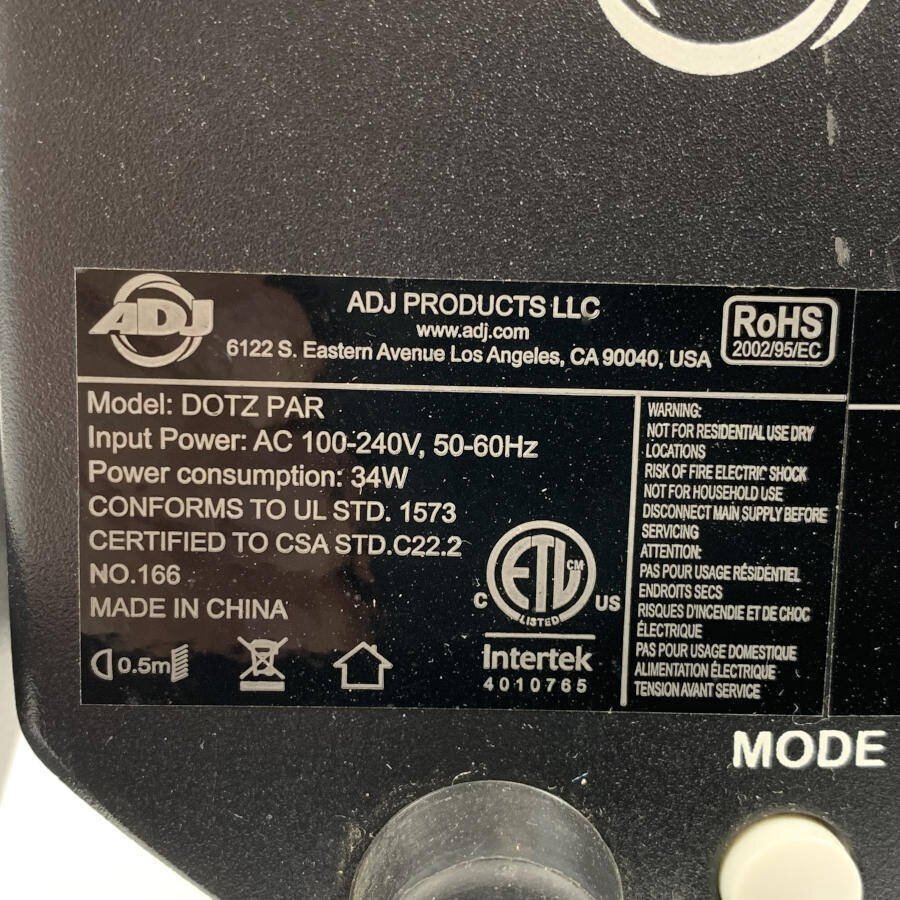 ADJ
ADJ PRODUCTS LLC
www.adj.com
6122 S. Eastern Avenue Los Angeles, CA 90040, USA
RoHS
2002/95/EC
Model: DOTZ PAR
Input Power: AC 100-240V, 50-60Hz
Power consumption: 34W
CONFORMS TO UL STD. 1573
CERTIFIED TO CSA STD.C22.2
NO.166
MADE IN CHINA
0.5m
ETL CM
C US
LISTED
Intertek
4010765
WARNING:
NOT FOR RESIDENTIAL USE DRY
LOCATIONS
RISK OF FIRE ELECTRIC SHOCK
NOT FOR HOUSEHOLD USE
DISCONNECT MAIN SUPPLY BEFORE
SERVICING
ATTENTION:
PAS POUR USAGE RÉSIDENTIEL
ENDROITS SECS
RISQUES D'INCENDIE ET DE CHOC
ÉLECTRIQUE
PAS POUR USAGE DOMESTIQUE
ALIMENTATION ÉLECTRIQUE
TENSION AVANT SERVICE
MODE